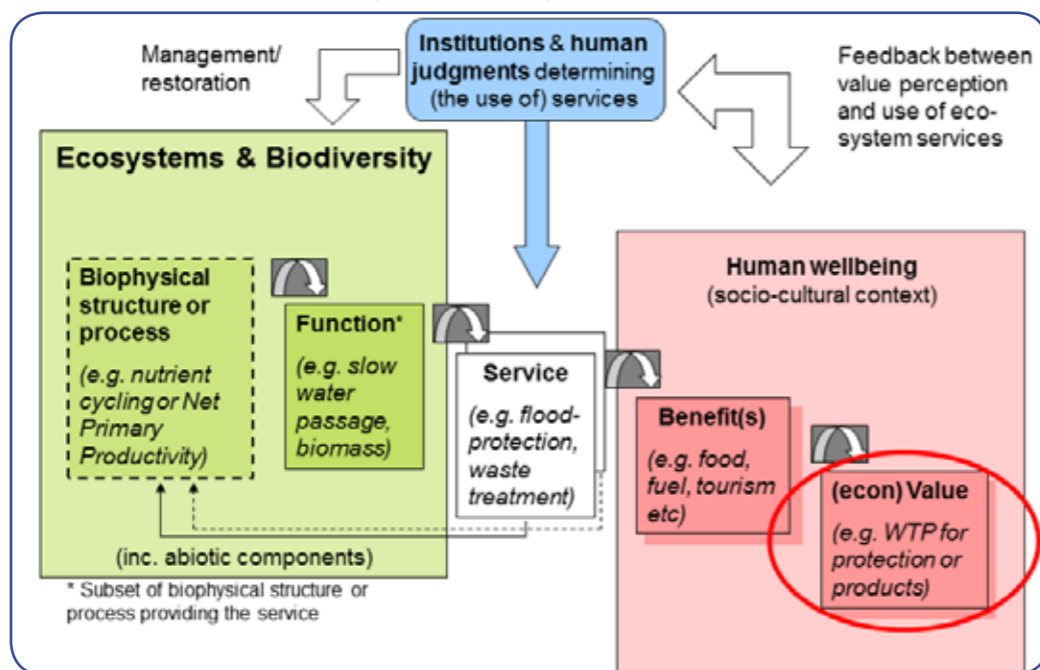 Management/
restoration
Institutions & human
judgments determining
(the use of) services
Feedback between
value perception
and use of eco-
system services
Ecosystems & Biodiversity
Biophysical
structure or
process
(e.g. nutrient
cycling or Net
Primary
Productivity)
Function*
(e.g. slow
water
passage,
biomass)
Service
(e.g. flood-
protection,
waste
treatment)
Human wellbeing
(socio-cultural context)
Benefit(s)
(e.g. food,
fuel, tourism
etc)
(econ) Value
(e.g. WTP for
protection or
products)
(inc. abiotic components)
* Subset of biophysical structure or
process providing the service